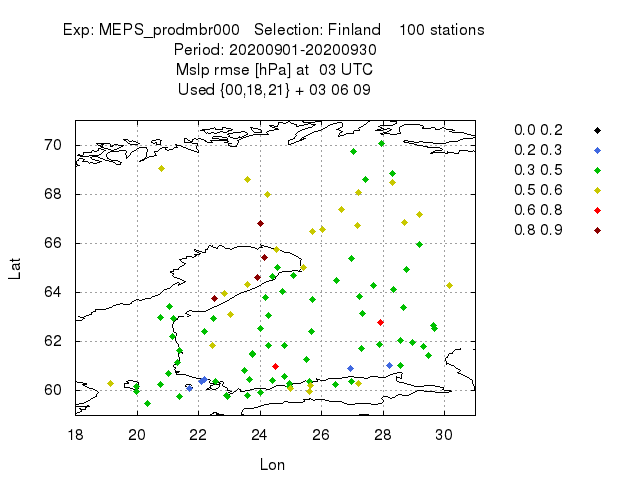 Exp: MEPS_prodmbr000 Selection: Finland 100 stations
Period: 20200901-20200930
Mslp rmse [hPa] at 03 UTC
Used {00,18,21} + 03 06 09
0.0 0.2
0.2 0.3
0.3 0.5
0.5 0.6
0.6 0.8
0.8 0.9
Lat
70
68
66
64
62
60
18 20 22 24 26 28 30
Lon